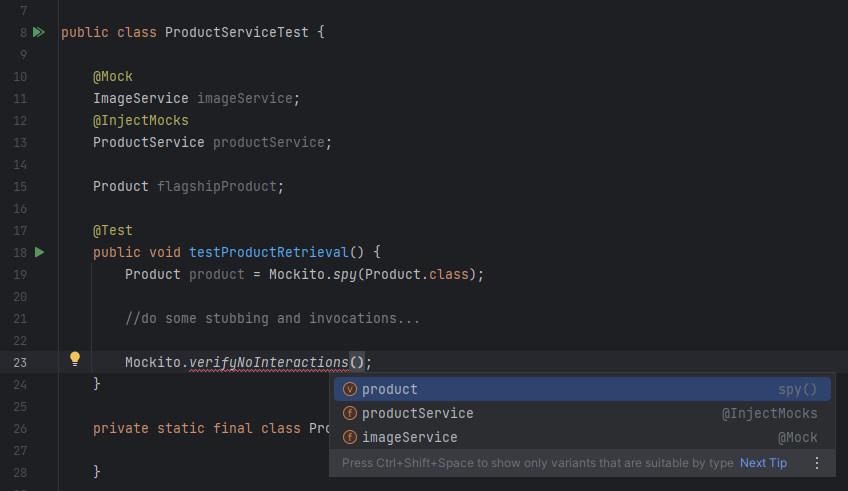 7
8 public class ProductServiceTest {
9
10 @Mock
11 ImageService imageService;
12 @InjectMocks
13 ProductService productService;
14
15 Product flagshipProduct;
16
17 @Test
18 public void testProductRetrieval() {
19 Product product = Mockito.spy(Product.class);
20
21 //do some stubbing and invocations...
22
23 Mockito.verifyNoInteractions();
24 }
v product spy()
25
f productService @InjectMocks
26 private static final class Pro
f imageService @Mock
27
Press Ctrl+Shift+Space to show only variants that are suitable by type Next Tip
28 }